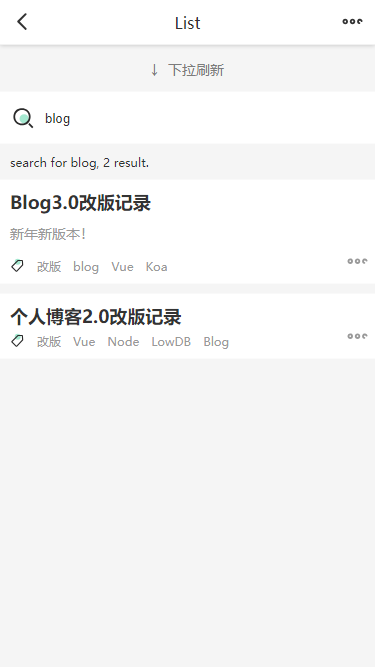 List
↓ 下拉刷新
blog
search for blog, 2 result.
Blog3.0改版记录
新年新版本!
改版 blog Vue Koa
个人博客2.0改版记录
改版 Vue Node LowDB Blog